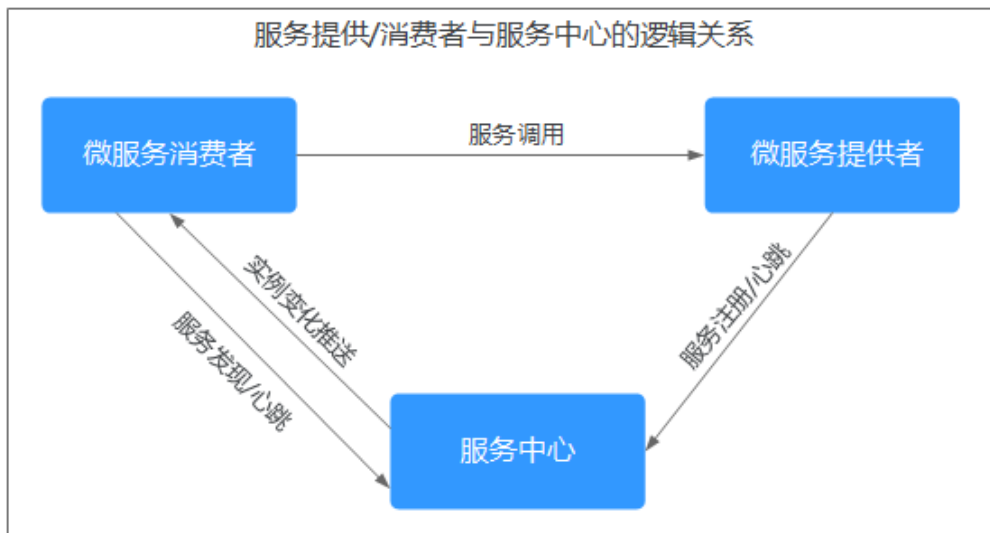 服务提供/消费者与服务中心的逻辑关系
微服务消费者
服务调用
微服务提供者
实例变化推送
服务注册/心跳
服务发现/心跳
服务中心